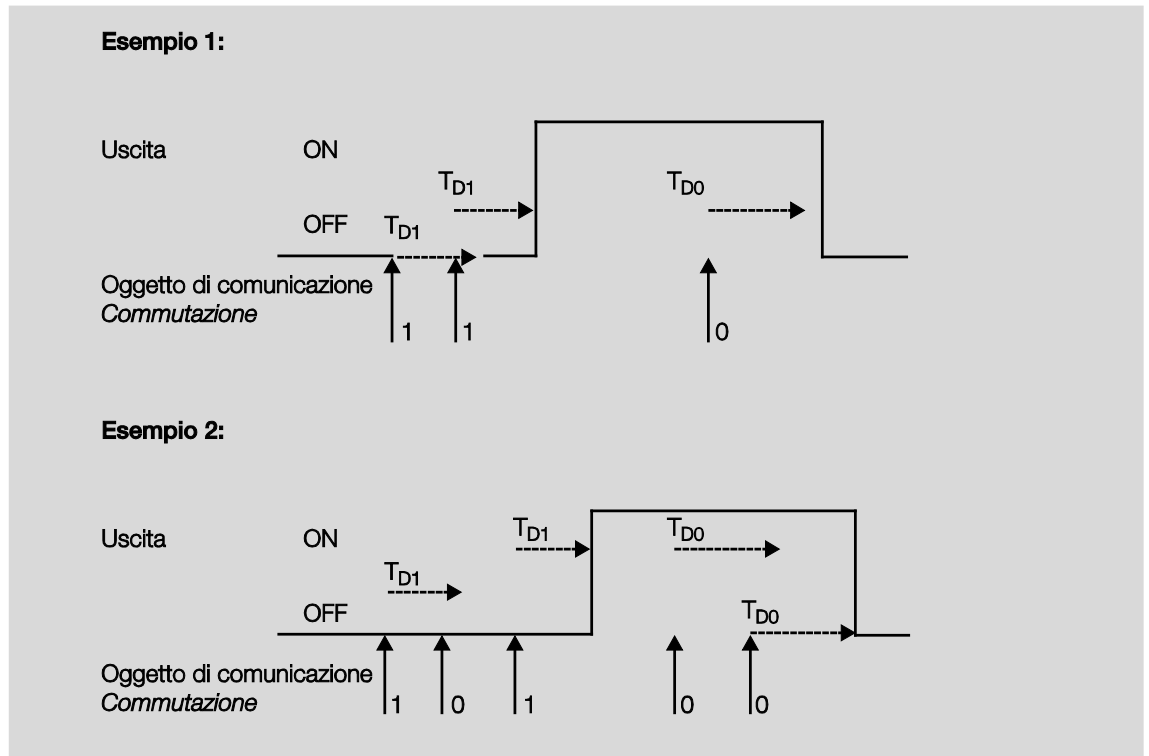 Esempio 1:
Uscita ON
T_D1 T_D0
OFF T_D1
Oggetto di comunicazione
Commutazione
1 1 0
Esempio 2:
Uscita ON T_D1 T_D0
T_D1
OFF T_D0
Oggetto di comunicazione
Commutazione
1 0 1 0 0